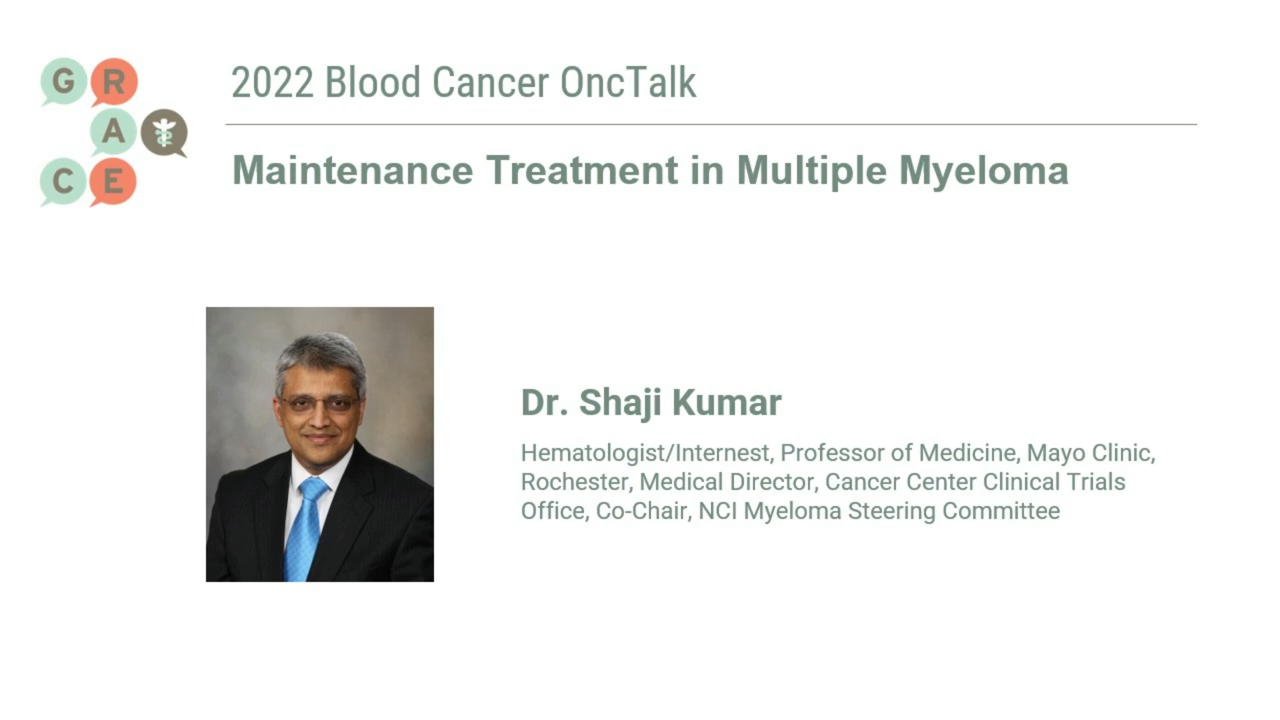 GRACE
2022 Blood Cancer OncTalk
Maintenance Treatment in Multiple Myeloma
Dr. Shaji Kumar
Hematologist/Internest, Professor of Medicine, Mayo Clinic,
Rochester, Medical Director, Cancer Center Clinical Trials
Office, Co-Chair, NCI Myeloma Steering Committee